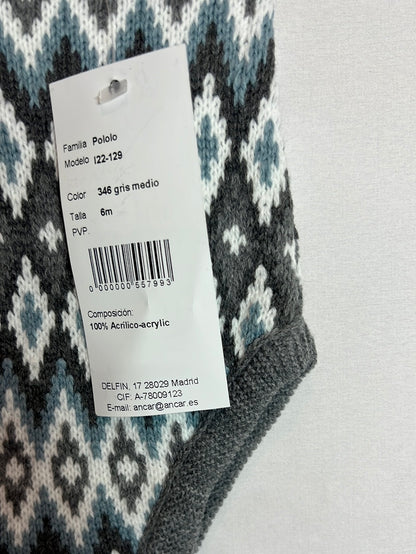 Familia Pololo
Modelo I22-129
Color 346 gris medio
Talla 6m
PVP.
0 000000 557993
Composición:
100% Acrílico-acrylic
DELFIN, 17 28029 Madrid
CIF: A-78009123
E-mail: ancar@ancar.es